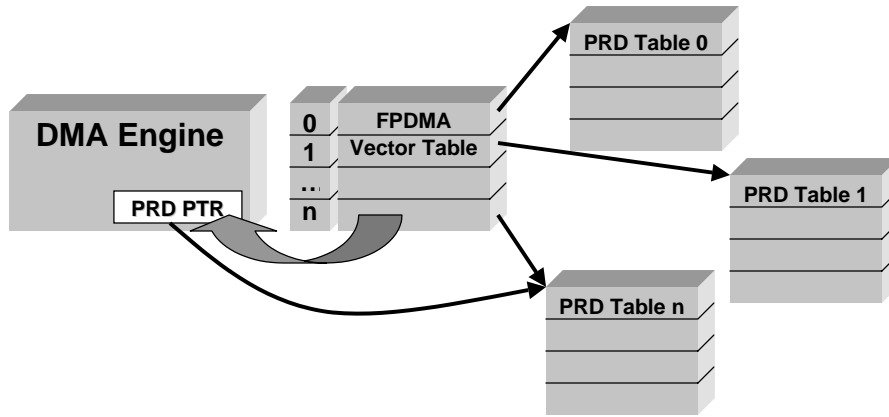 PRD Table 0
DMA Engine
0
FPDMA
1
Vector Table
...
n
PRD PTR
PRD Table 1
PRD Table n